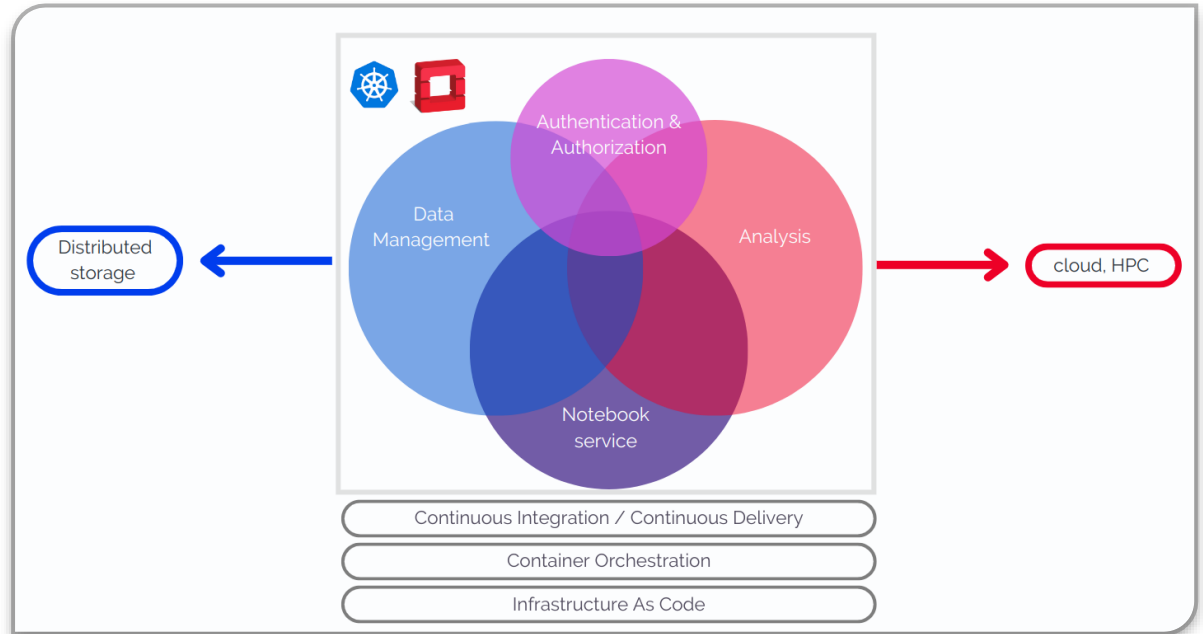 Authentication &
Authorization
Data
Management
Analysis
Distributed
storage
cloud, HPC
Notebook
service
Continuous Integration / Continuous Delivery
Container Orchestration
Infrastructure As Code